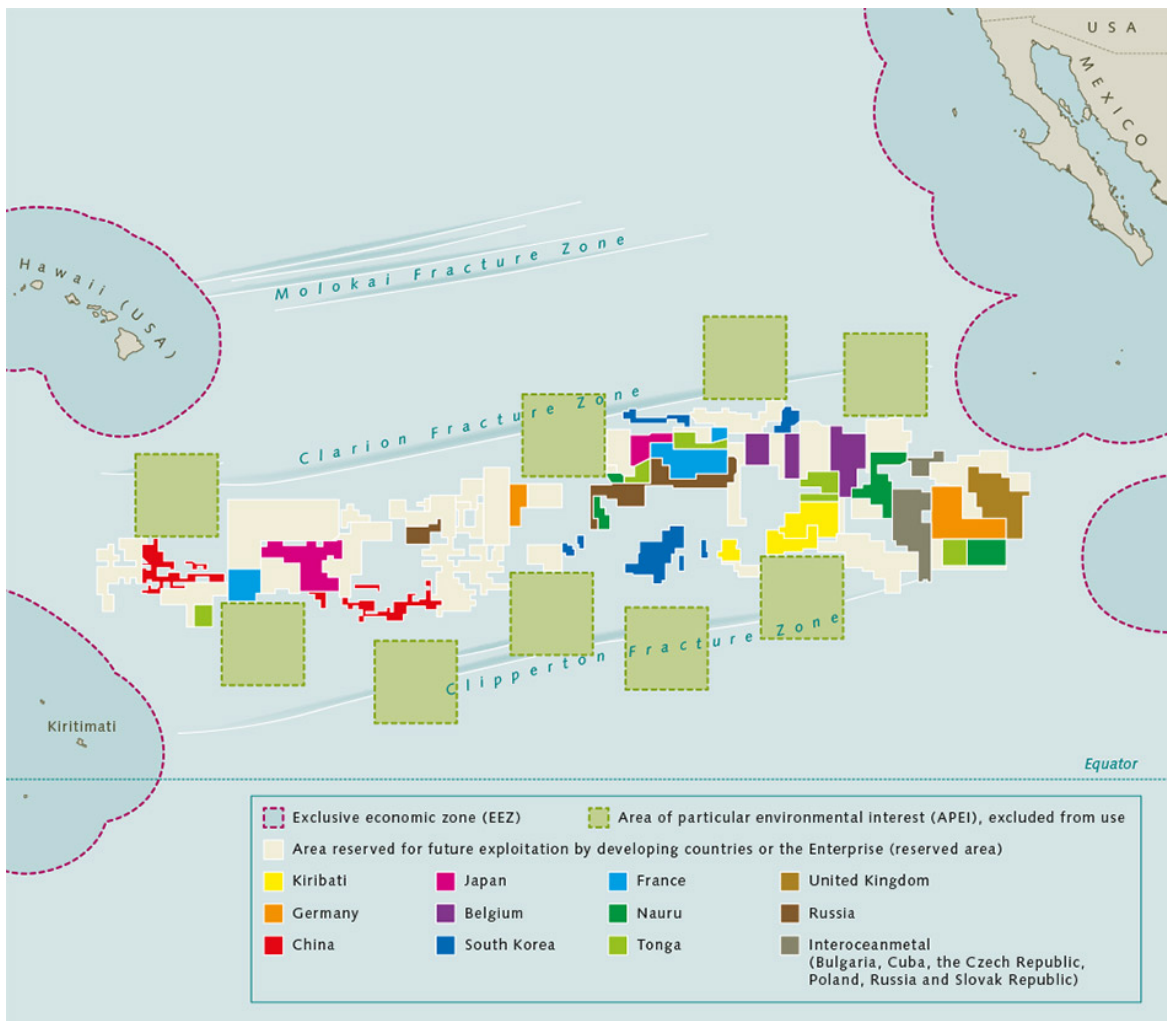 USA
MEXICO
Hawaii (USA)
Molokai Fracture Zone
Clarion Fracture Zone
Clipperton Fracture Zone
Kiritimati
Equator
Exclusive economic zone (EEZ)
Area of particular environmental interest (APEI), excluded from use
Area reserved for future exploitation by developing countries or the Enterprise (reserved area)
Kiribati
Japan
France
United Kingdom
Germany
Belgium
Nauru
Russia
China
South Korea
Tonga
Interoceanmetal
(Bulgaria, Cuba, the Czech Republic,
Poland, Russia and Slovak Republic)